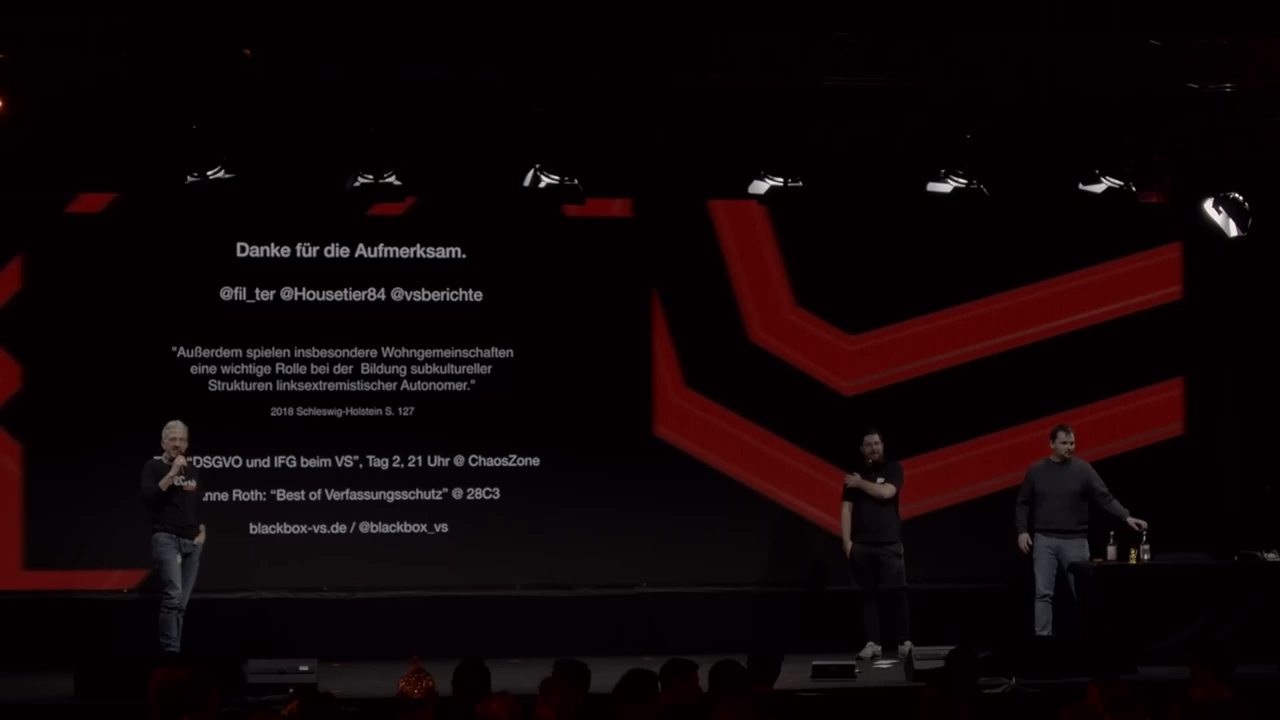 Danke für die Aufmerksam.
@fil_ter @Housetier84 @vsberichte
"Außerdem spielen insbesondere Wohngemeinschaften
eine wichtige Rolle bei der Bildung subkultureller
Strukturen linksextremistischer Autonomer."
2018 Schleswig-Holstein S. 127
“DSGVO und IFG beim VS”, Tag 2, 21 Uhr @ ChaosZone
nne Roth: “Best of Verfassungsschutz” @ 28C3
blackbox-vs.de / @blackbox_vs